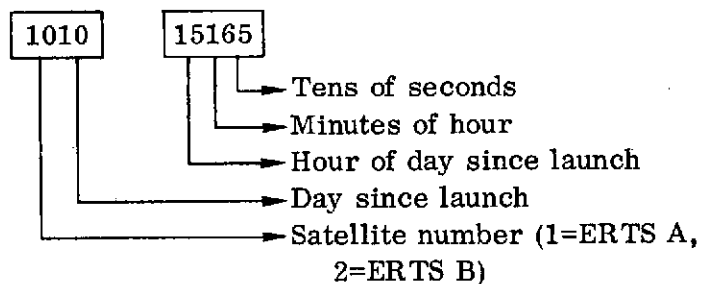 1010 15165
Tens of seconds
Minutes of hour
Hour of day since launch
Day since launch
Satellite number (1=ERTS A,
2=ERTS B)